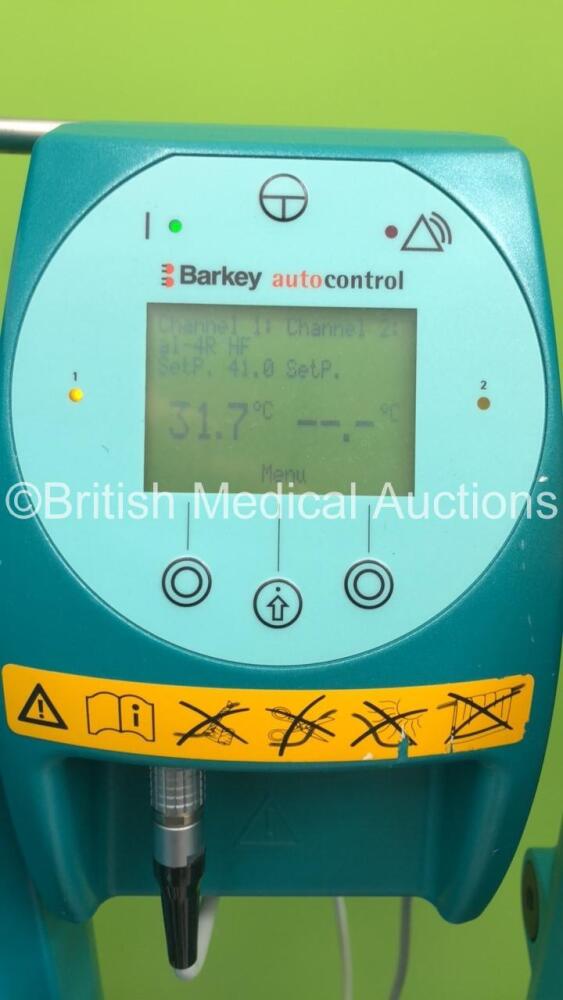 Barkey autocontrol
Channel 1: Channel 2:
al-4R HF
SetP. 41.0 SetP.
31.7°C --.-°C
1
2
Menu
©British Medical Auctions